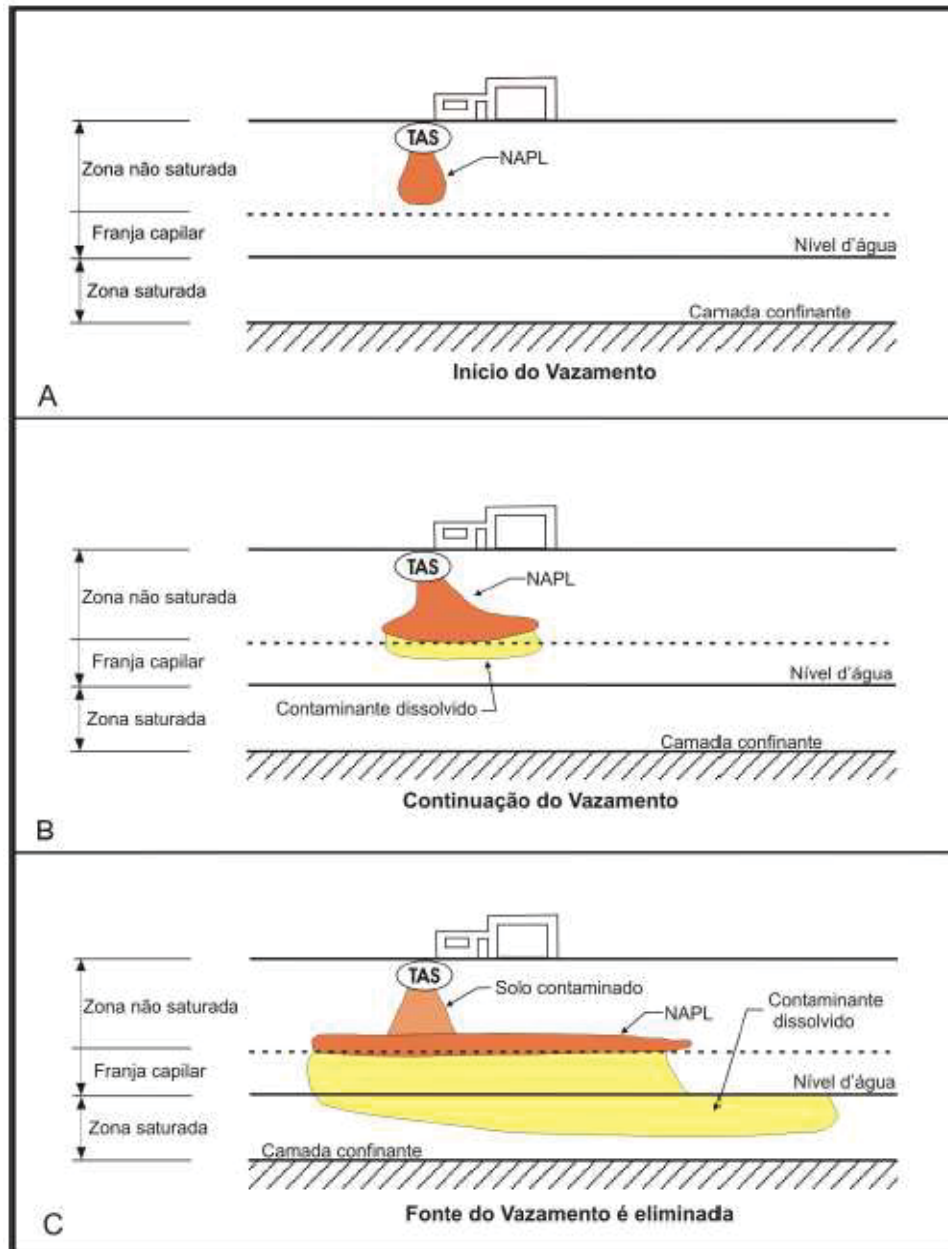 TAS
Zona não saturada
NAPL
Franja capilar
Nível d'água
Zona saturada
Camada confinante
Início do Vazamento
A
TAS
NAPL
Zona não saturada
Franja capilar
Nível d'água
Contaminante dissolvido
Zona saturada
Camada confinante
Continuação do Vazamento
B
TAS
Solo contaminado
Contaminante
dissolvido
Zona não saturada
NAPL
Franja capilar
Nível d'água
Zona saturada
Camada confinante
Fonte do Vazamento é eliminada
C